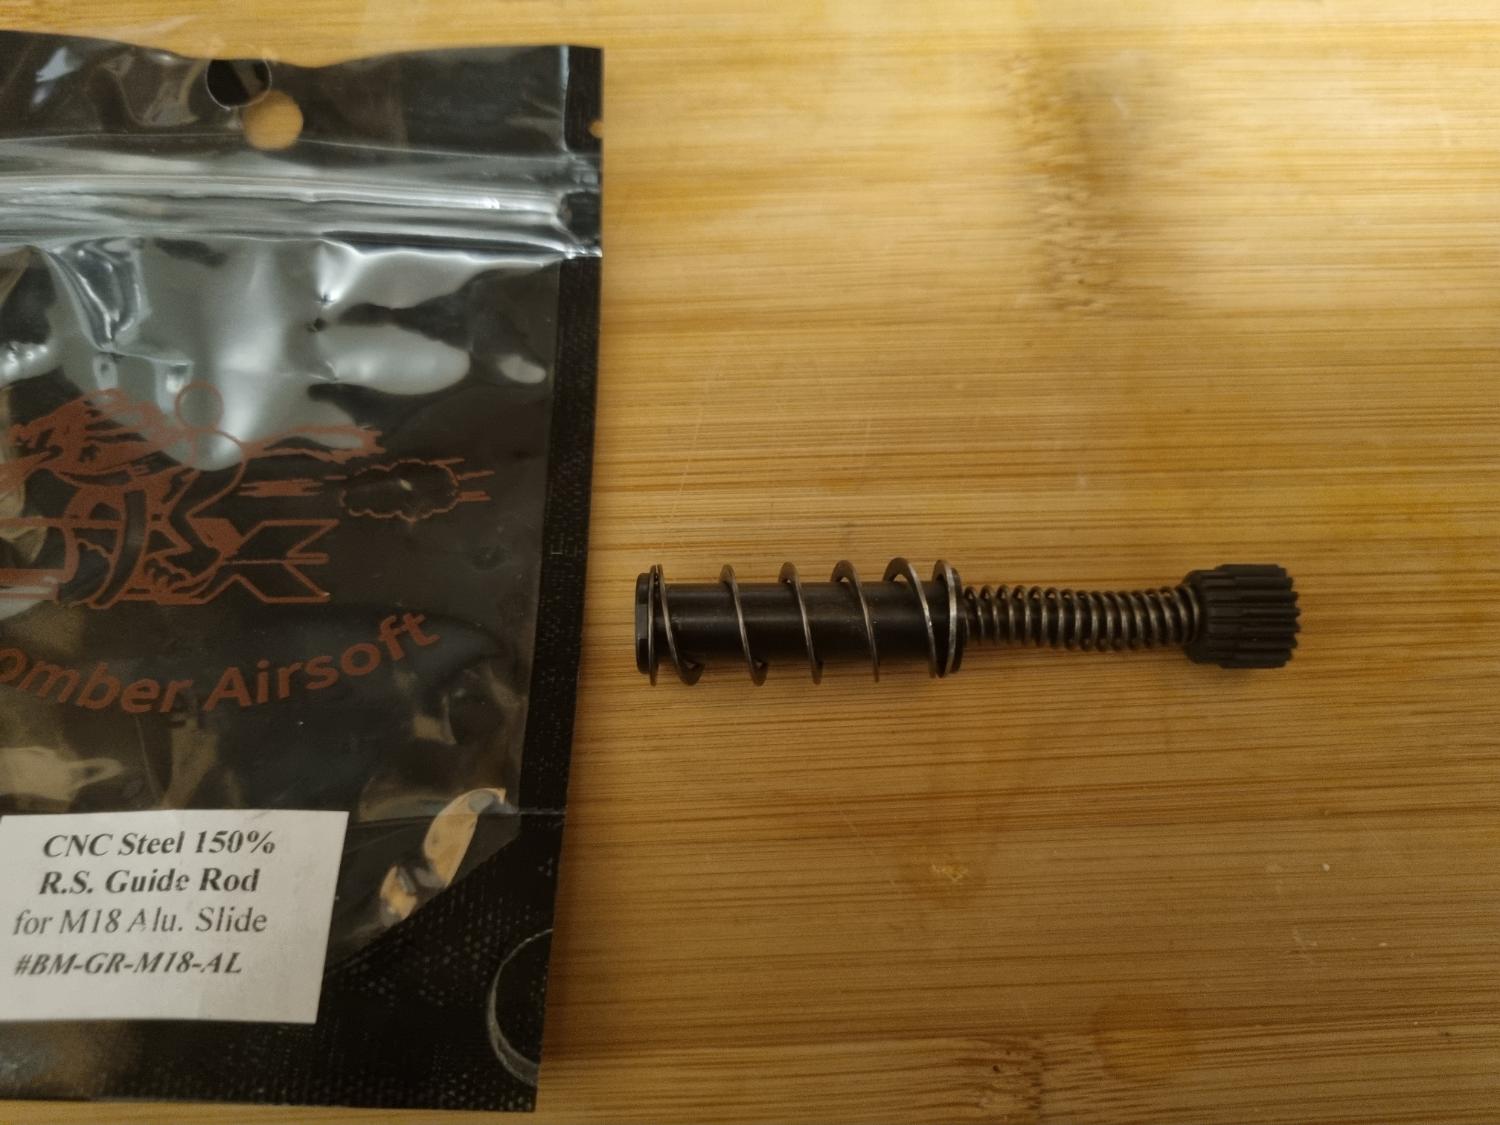 omber Airsoft
CNC Steel 150%
R.S. Guide Rod
for M18 Alu. Slide
#BM-GR-M18-AL